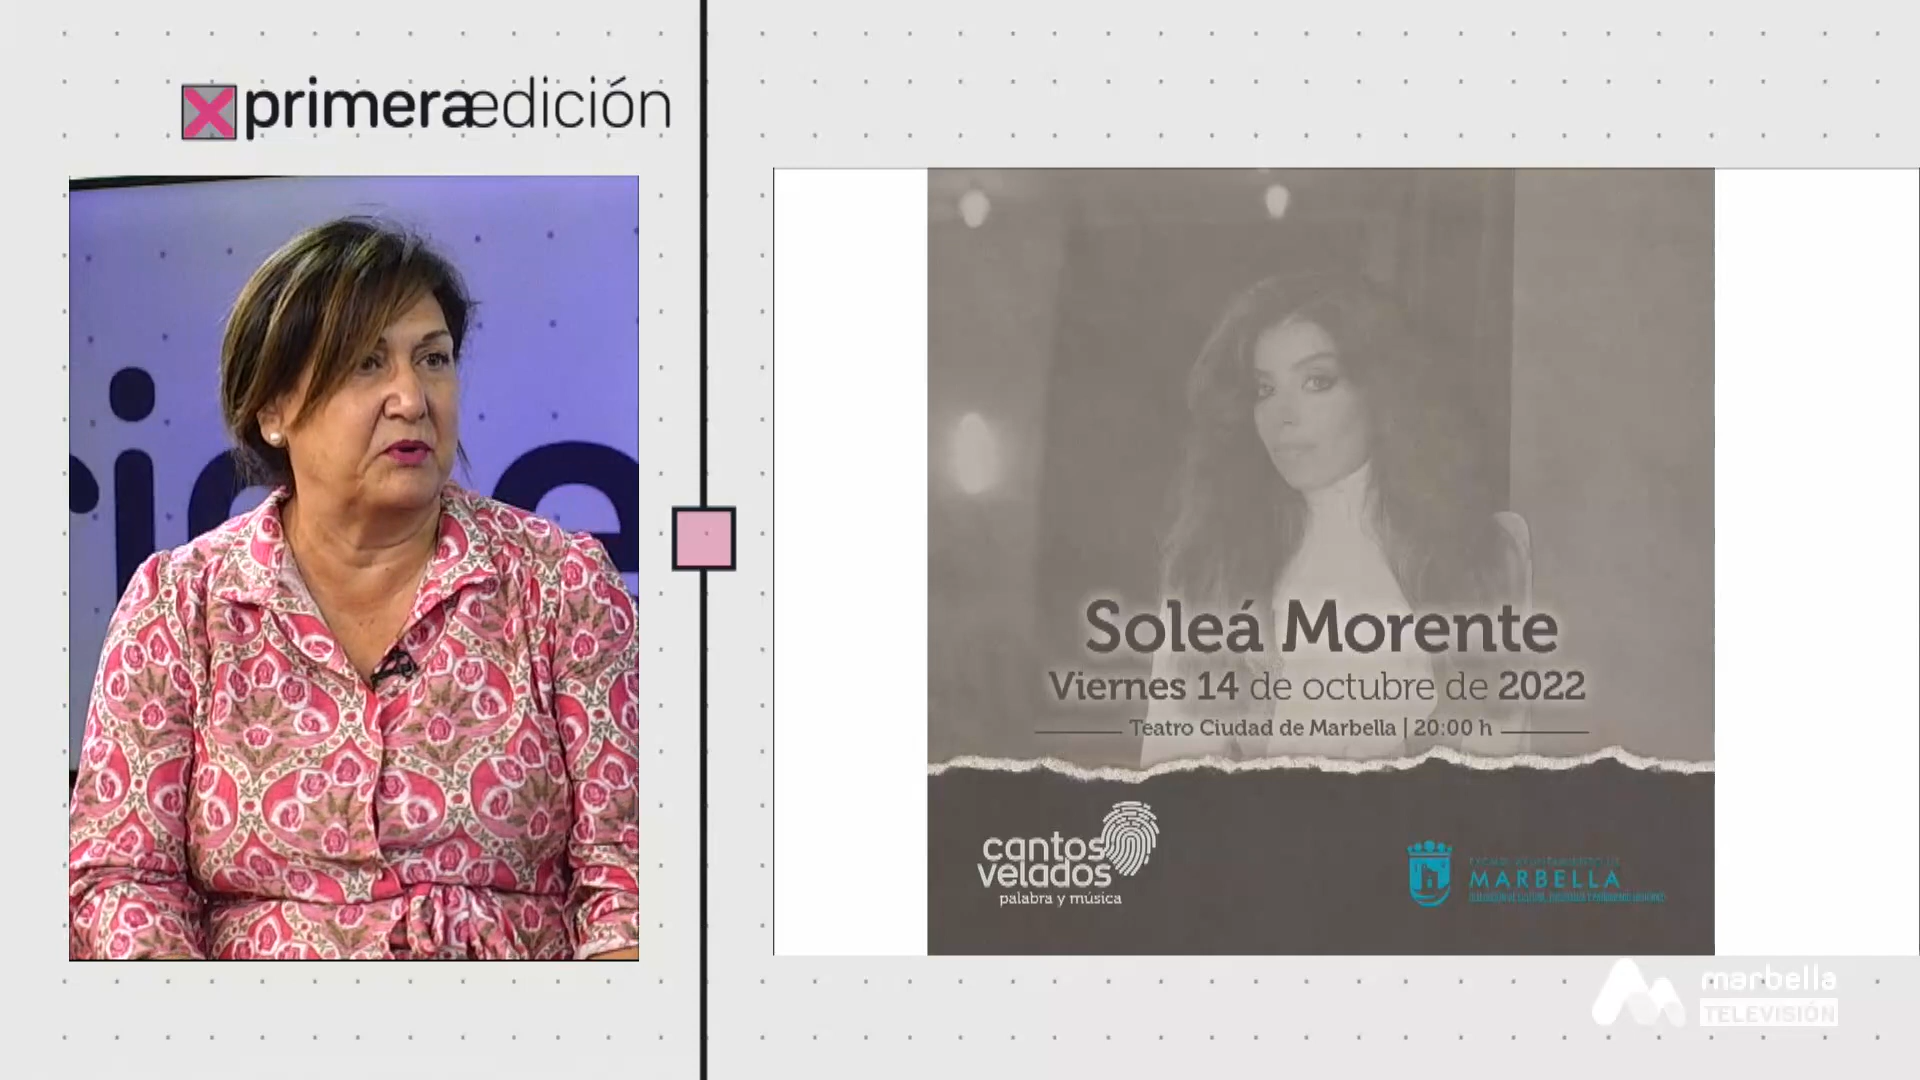 primeraedición
Soleá Morente
Viernes 14 de octubre de 2022
Teatro Ciudad de Marbella | 20:00 h
cantos
velados
palabra y música
MARBELLA
marbella
TELEVISIÓN